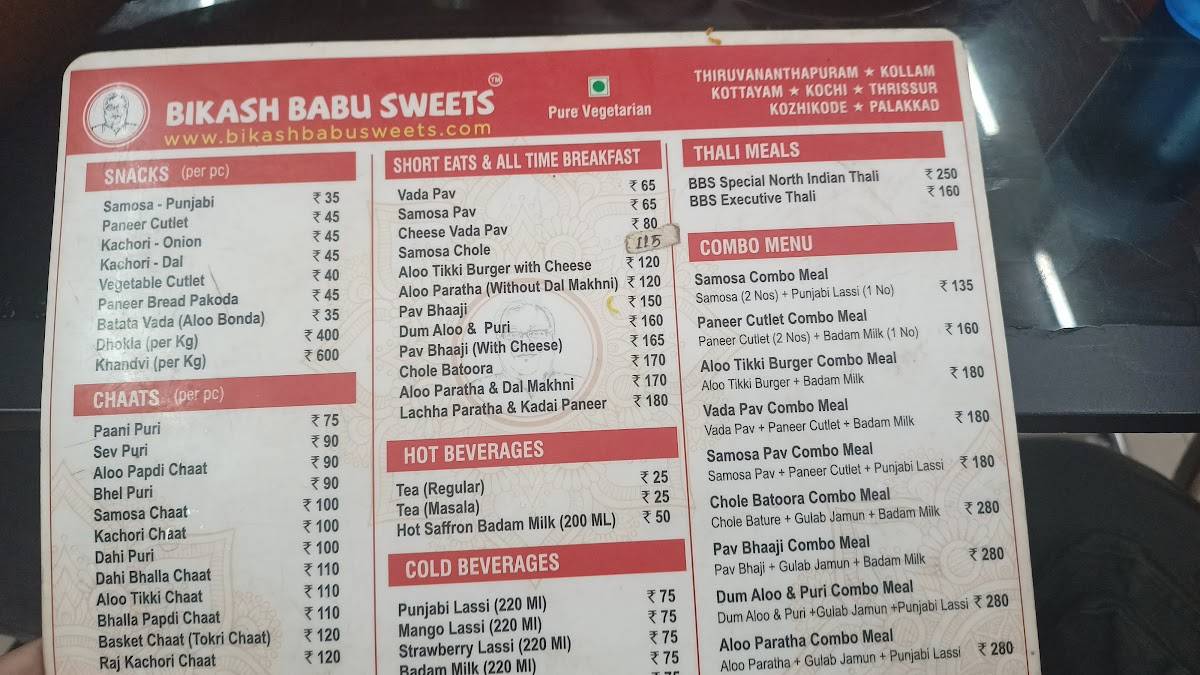 BIKASH BABU SWEETS™
www.bikashbabusweets.com
Pure Vegetarian
THIRUVANANTHAPURAM ★ KOLLAM
KOTTAYAM ★ KOCHI ★ THRISSUR
KOZHIKODE ★ PALAKKAD
SNACKS (per pc)
Samosa - Punjabi ₹ 35
Paneer Cutlet ₹ 45
Kachori - Onion ₹ 45
Kachori - Dal ₹ 45
Vegetable Cutlet ₹ 40
Paneer Bread Pakoda ₹ 45
Batata Vada (Aloo Bonda) ₹ 35
Dhokla (per Kg) ₹ 400
Khandvi (per Kg) ₹ 600
CHAATS (per pc)
Paani Puri ₹ 75
Sev Puri ₹ 90
Aloo Papdi Chaat ₹ 90
Bhel Puri ₹ 90
Samosa Chaat ₹ 100
Kachori Chaat ₹ 100
Dahi Puri ₹ 100
Dahi Bhalla Chaat ₹ 110
Aloo Tikki Chaat ₹ 110
Bhalla Papdi Chaat ₹ 110
Basket Chaat (Tokri Chaat) ₹ 120
Raj Kachori Chaat ₹ 120
SHORT EATS & ALL TIME BREAKFAST
Vada Pav ₹ 65
Samosa Pav ₹ 65
Cheese Vada Pav ₹ 80
Samosa Chole 115
Aloo Tikki Burger with Cheese ₹ 120
Aloo Paratha (Without Dal Makhni) ₹ 120
Pav Bhaaji ₹ 150
Dum Aloo & Puri ₹ 160
Pav Bhaaji (With Cheese) ₹ 165
Chole Batoora ₹ 170
Aloo Paratha & Dal Makhni ₹ 170
Lachha Paratha & Kadai Paneer ₹ 180
HOT BEVERAGES
Tea (Regular) ₹ 25
Tea (Masala) ₹ 25
Hot Saffron Badam Milk (200 ML) ₹ 50
COLD BEVERAGES
Punjabi Lassi (220 Ml) ₹ 75
Mango Lassi (220 Ml) ₹ 75
Strawberry Lassi (220 Ml) ₹ 75
Badam Milk (220 Ml) ₹ 75
THALI MEALS
BBS Special North Indian Thali ₹ 250
BBS Executive Thali ₹ 160
COMBO MENU
Samosa Combo Meal
Samosa (2 Nos) + Punjabi Lassi (1 No) ₹ 135
Paneer Cutlet Combo Meal
Paneer Cutlet (2 Nos) + Badam Milk (1 No) ₹ 160
Aloo Tikki Burger Combo Meal
Aloo Tikki Burger + Badam Milk ₹ 180
Vada Pav Combo Meal
Vada Pav + Paneer Cutlet + Badam Milk ₹ 180
Samosa Pav Combo Meal
Samosa Pav + Paneer Cutlet + Punjabi Lassi ₹ 180
Chole Batoora Combo Meal
Chole Bature + Gulab Jamun + Badam Milk ₹ 280
Pav Bhaaji Combo Meal
Pav Bhaji + Gulab Jamun + Badam Milk ₹ 280
Dum Aloo & Puri Combo Meal
Dum Aloo & Puri +Gulab Jamun +Punjabi Lassi ₹ 280
Aloo Paratha Combo Meal
Aloo Paratha + Gulab Jamun + Punjabi Lassi ₹ 280